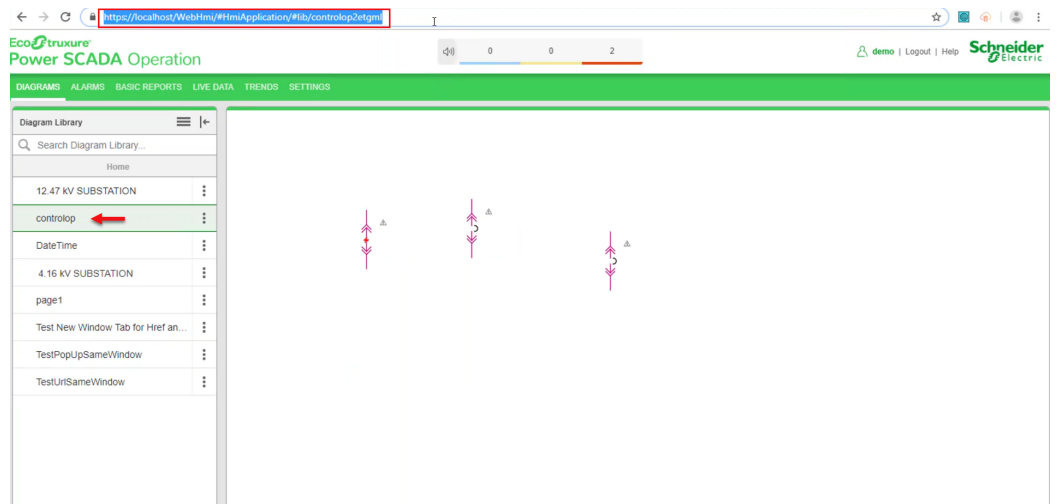 https://localhost/WebHmi/#HmiApplication/#lib/controlop2etgml
EcoStruxure
Power SCADA Operation
0 0 2
demo | Logout | Help
Schneider
Electric
DIAGRAMS ALARMS BASIC REPORTS LIVE DATA TRENDS SETTINGS
Diagram Library
Search Diagram Library...
Home
12.47 kV SUBSTATION
controlop
DateTime
4.16 kV SUBSTATION
page1
Test New Window Tab for Href an...
TestPopUpSameWindow
TestUrlSameWindow